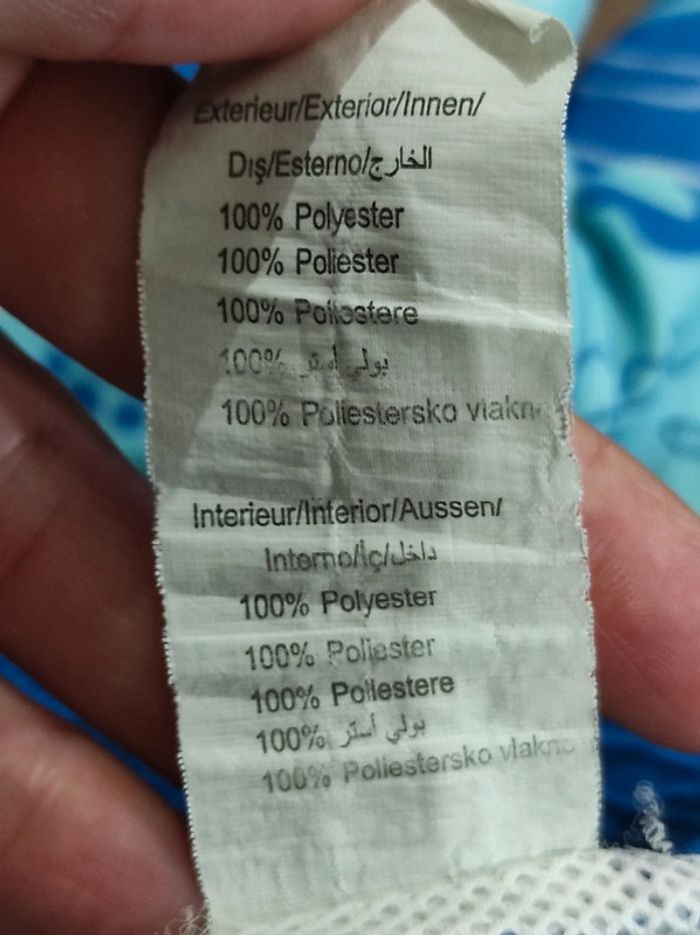 Exterieur/Exterior/Innen/
Dış/Esterno/الخارج
100% Polyester
100% Poliester
100% Poliestere
100% بولي أستر
100% Poliestersko vlakno
Interieur/Interior/Aussen/
Interno/İç/داخل
100% Polyester
100% Poliester
100% Poliestere
100% بولي أستر
100% Poliestersko vlakno